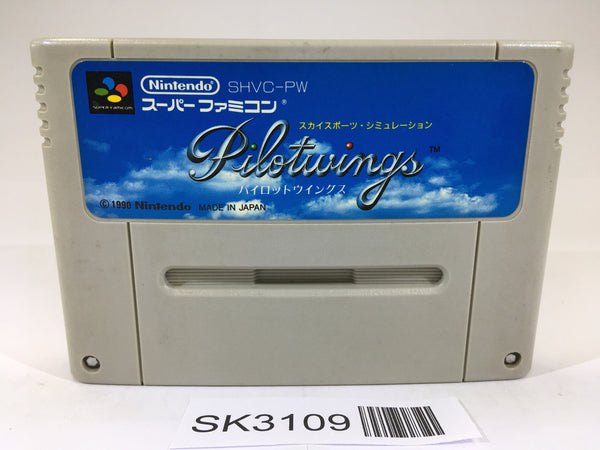 SUPER FAMICOM
Nintendo® SHVC-PW
スーパーファミコン®
スカイスポーツ・シミュレーション
Pilotwings™
パイロットウイングス
© 1990 Nintendo MADE IN JAPAN
SK3109